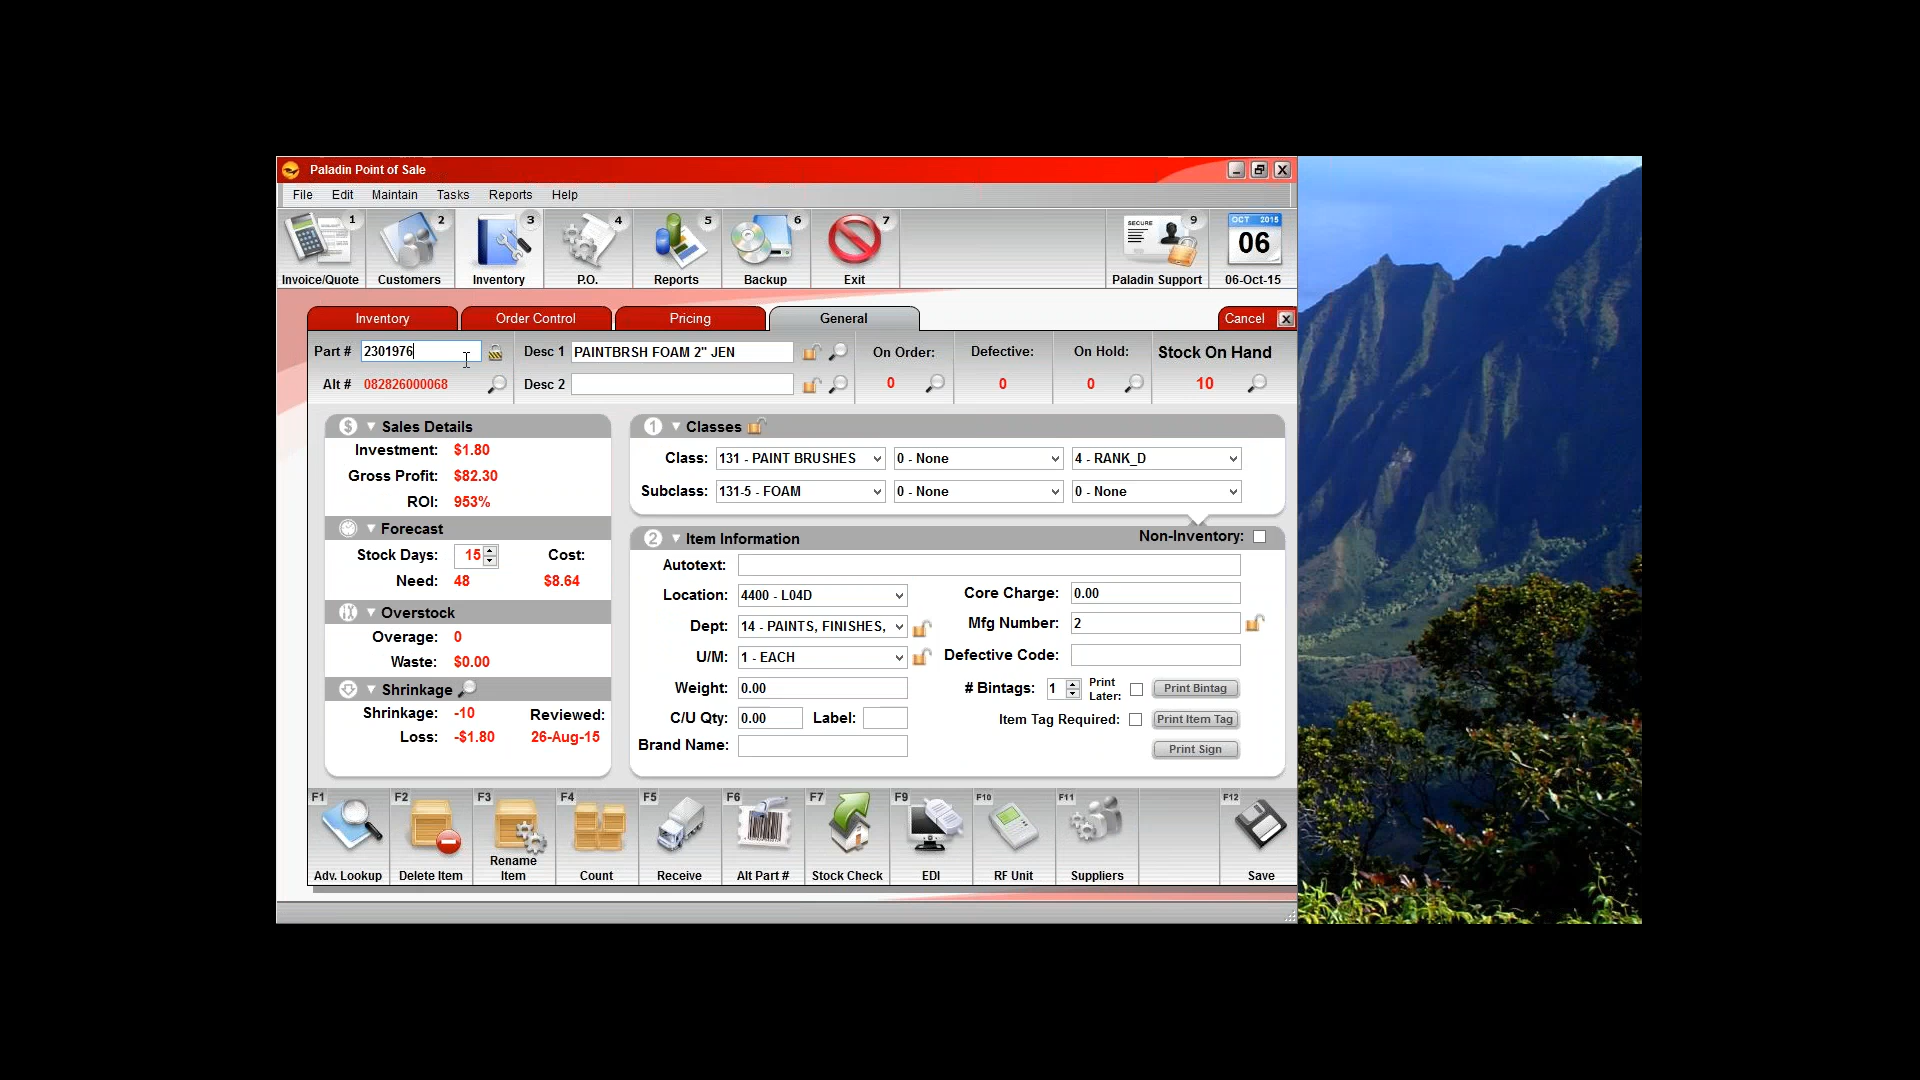 Paladin Point of Sale
File Edit Maintain Tasks Reports Help
1 2 3 4 5 6 7 9 OCT 2015
SECURE
06
Invoice/Quote Customers Inventory P.O. Reports Backup Exit Paladin Support 06-Oct-15
Inventory Order Control Pricing General Cancel
Part # 2301976 Desc 1 PAINTBRSH FOAM 2" JEN On Order: Defective: On Hold: Stock On Hand
Alt # 082826000068 Desc 2 0 0 0 10
$ Sales Details 1 Classes
Investment: $1.80 Class: 131 - PAINT BRUSHES 0 - None 4 - RANK_D
Gross Profit: $82.30
ROI: 953% Subclass: 131-5 - FOAM 0 - None 0 - None
Forecast 2 Item Information Non-Inventory:
Stock Days: 15 Cost: Autotext:
Need: 48 $8.64 Location: 4400 - L04D Core Charge: 0.00
Overstock Dept: 14 - PAINTS, FINISHES, Mfg Number: 2
Overage: 0
Waste: $0.00 U/M: 1 - EACH Defective Code:
Shrinkage Weight: 0.00 # Bintags: 1 Print Later: Print Bintag
Shrinkage: -10 Reviewed: C/U Qty: 0.00 Label: Item Tag Required: Print Item Tag
Loss: -$1.80 26-Aug-15 Brand Name: Print Sign
F1 F2 F3 F4 F5 F6 F7 F9 F10 F11 F12
Adv. Lookup Delete Item Rename Item Count Receive Alt Part # Stock Check EDI RF Unit Suppliers Save